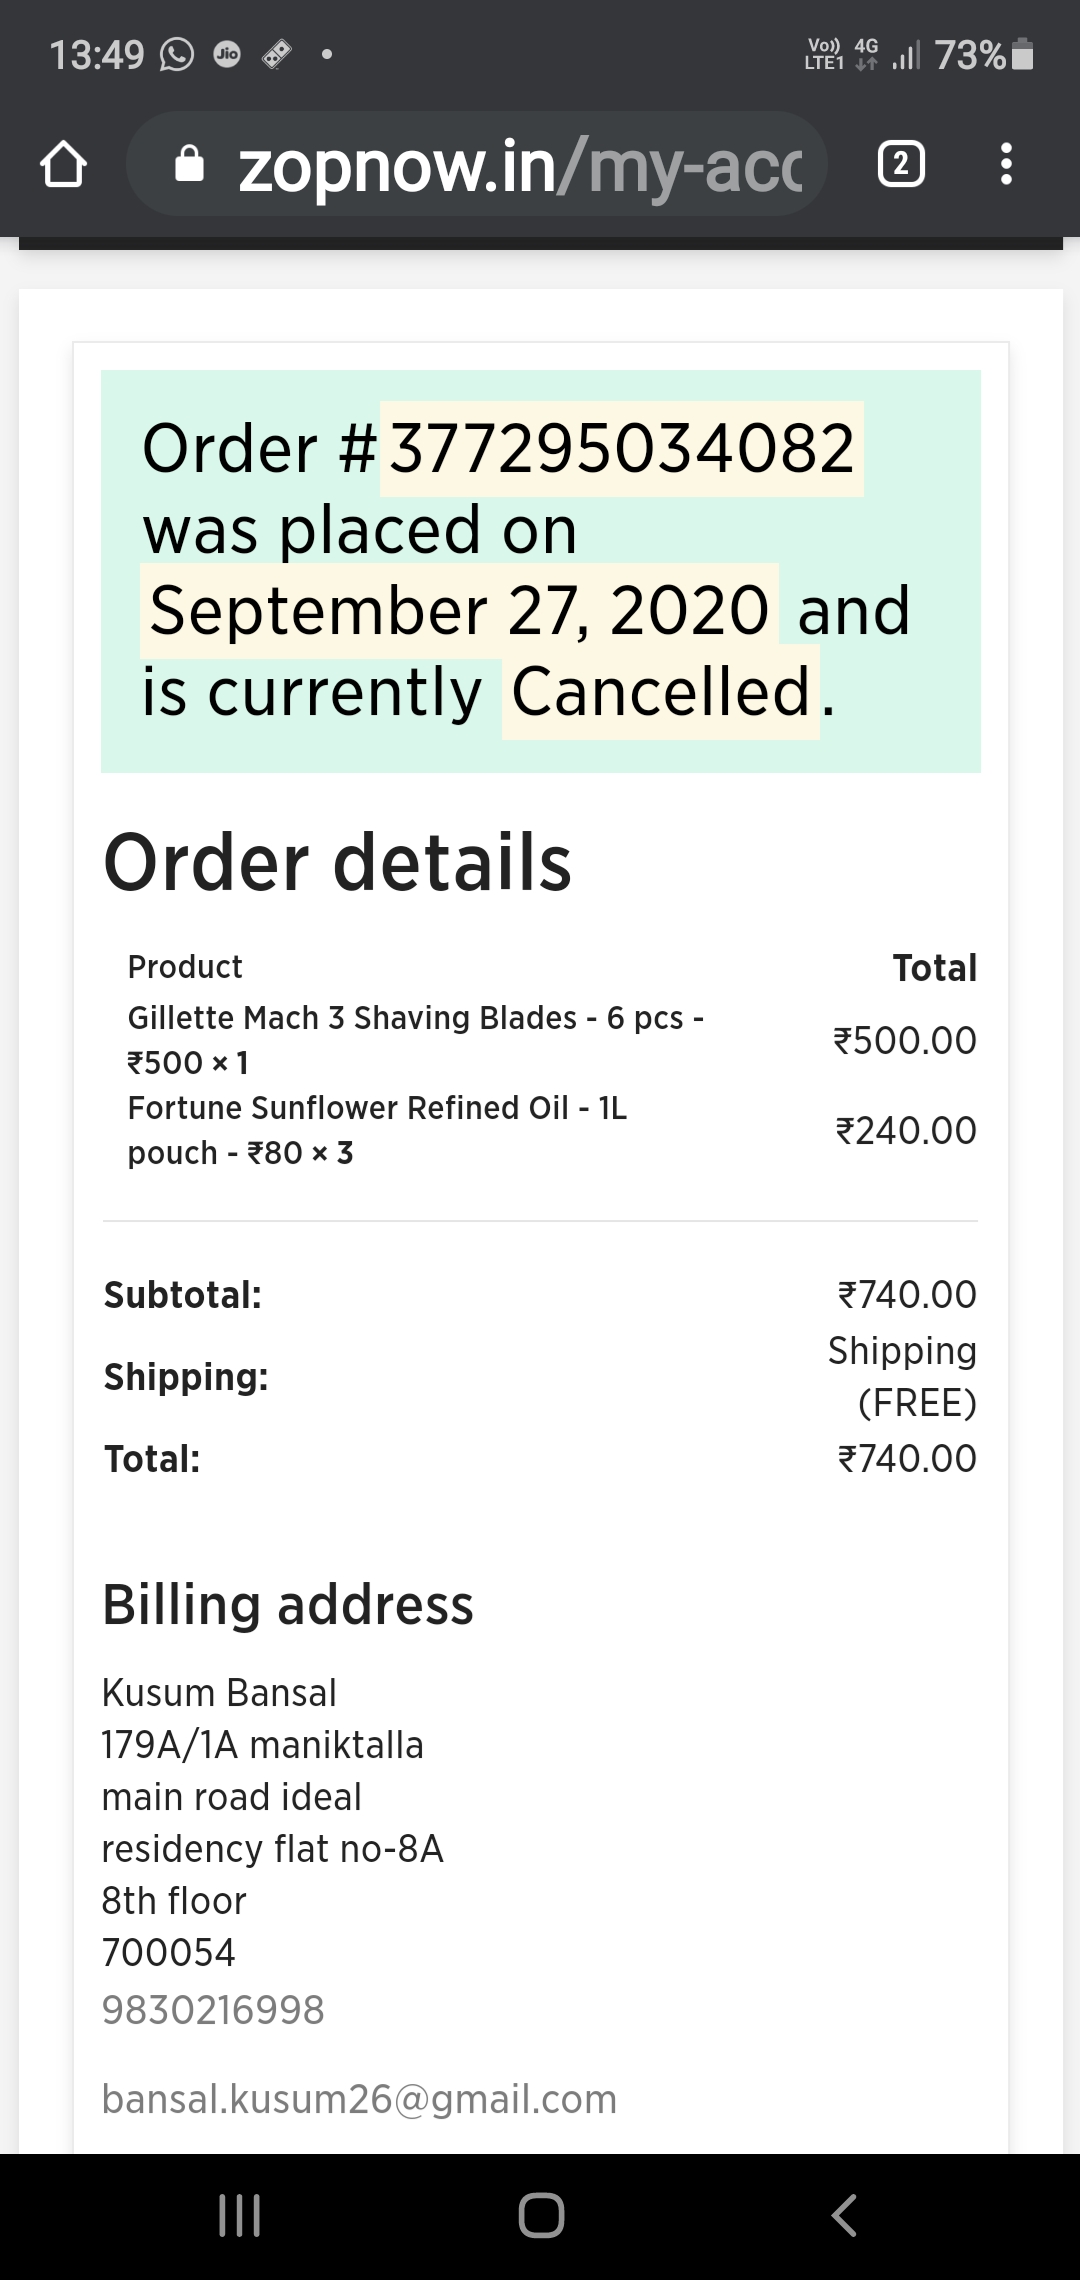 13:49 Jio Vo)) LTE1 4G 73%
zopnow.in/my-acc
2
Order #377295034082
was placed on
September 27, 2020 and
is currently Cancelled.
Order details
Product Total
Gillette Mach 3 Shaving Blades - 6 pcs -
₹500 × 1 ₹500.00
Fortune Sunflower Refined Oil - 1L
pouch - ₹80 × 3 ₹240.00
Subtotal: ₹740.00
Shipping: Shipping
(FREE)
Total: ₹740.00
Billing address
Kusum Bansal
179A/1A maniktalla
main road ideal
residency flat no-8A
8th floor
700054
9830216998
bansal.kusum26@gmail.com